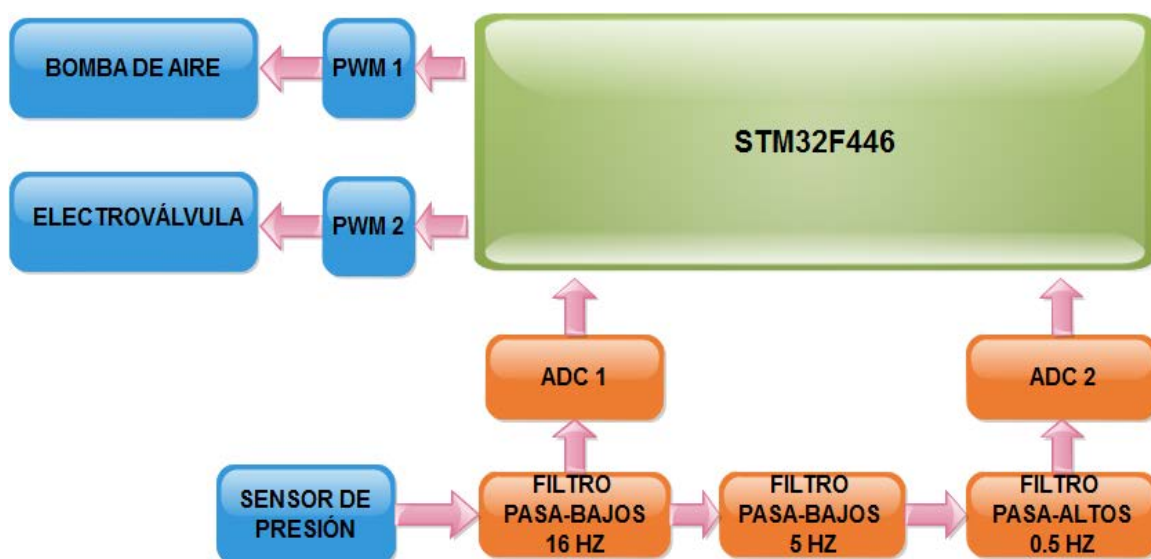 BOMBA DE AIRE
PWM 1
STM32F446
ELECTROVÁLVULA
PWM 2
ADC 1
ADC 2
SENSOR DE
PRESIÓN
FILTRO
PASA-BAJOS
16 HZ
FILTRO
PASA-BAJOS
5 HZ
FILTRO
PASA-ALTOS
0.5 HZ